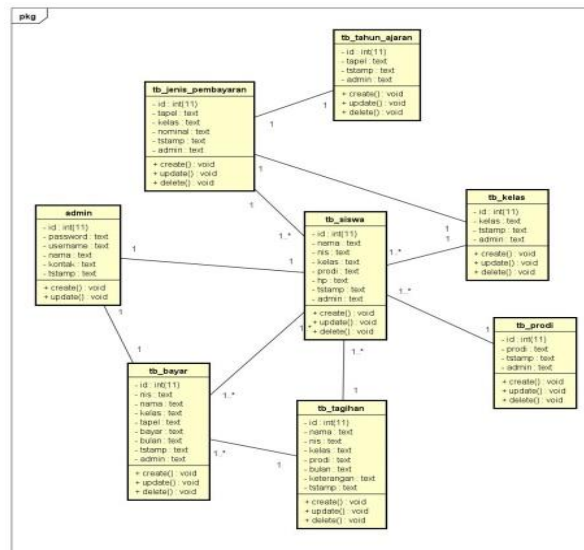 pkg
tb_tahun_ajaran
- id : int(11)
- tapel : text
- tstamp : text
- admin : text
+ create() : void
+ update() : void
+ delete() : void
tb_jenis_pembayaran
- id : int(11)
- tapel : text
- kelas : text
- nominal : text
- tstamp : text
- admin : text
+ create() : void
+ update() : void
+ delete() : void
1
1
1
1
tb_kelas
- id : int(11)
- kelas : text
- tstamp : text
- admin : text
+ create() : void
+ update() : void
+ delete() : void
1
1
1..*
1..*
1..*
tb_siswa
- id : int(11)
- nama : text
- nis : text
- kelas : text
- prodi : text
- hp : text
- tstamp : text
- admin : text
+ create() : void
+ update() : void
+ delete() : void
admin
- id : int(11)
- password : text
- username : text
- nama : text
- kontak : text
- tstamp : text
+ create() : void
+ update() : void
1
1
1
1
tb_prodi
- id : int(11)
- prodi : text
- tstamp : text
- admin : text
+ create() : void
+ update() : void
+ delete() : void
1
1..*
1..*
1
tb_bayar
- id : int(11)
- nis : text
- nama : text
- kelas : text
- tapel : text
- bayar : text
- bulan : text
- tstamp : text
- admin : text
+ create() : void
+ update() : void
+ delete() : void
1..*
1..*
1
tb_tagihan
- id : int(11)
- nama : text
- nis : text
- kelas : text
- prodi : text
- bulan : text
- keterangan : text
- tstamp : text
+ create() : void
+ update() : void
+ delete() : void